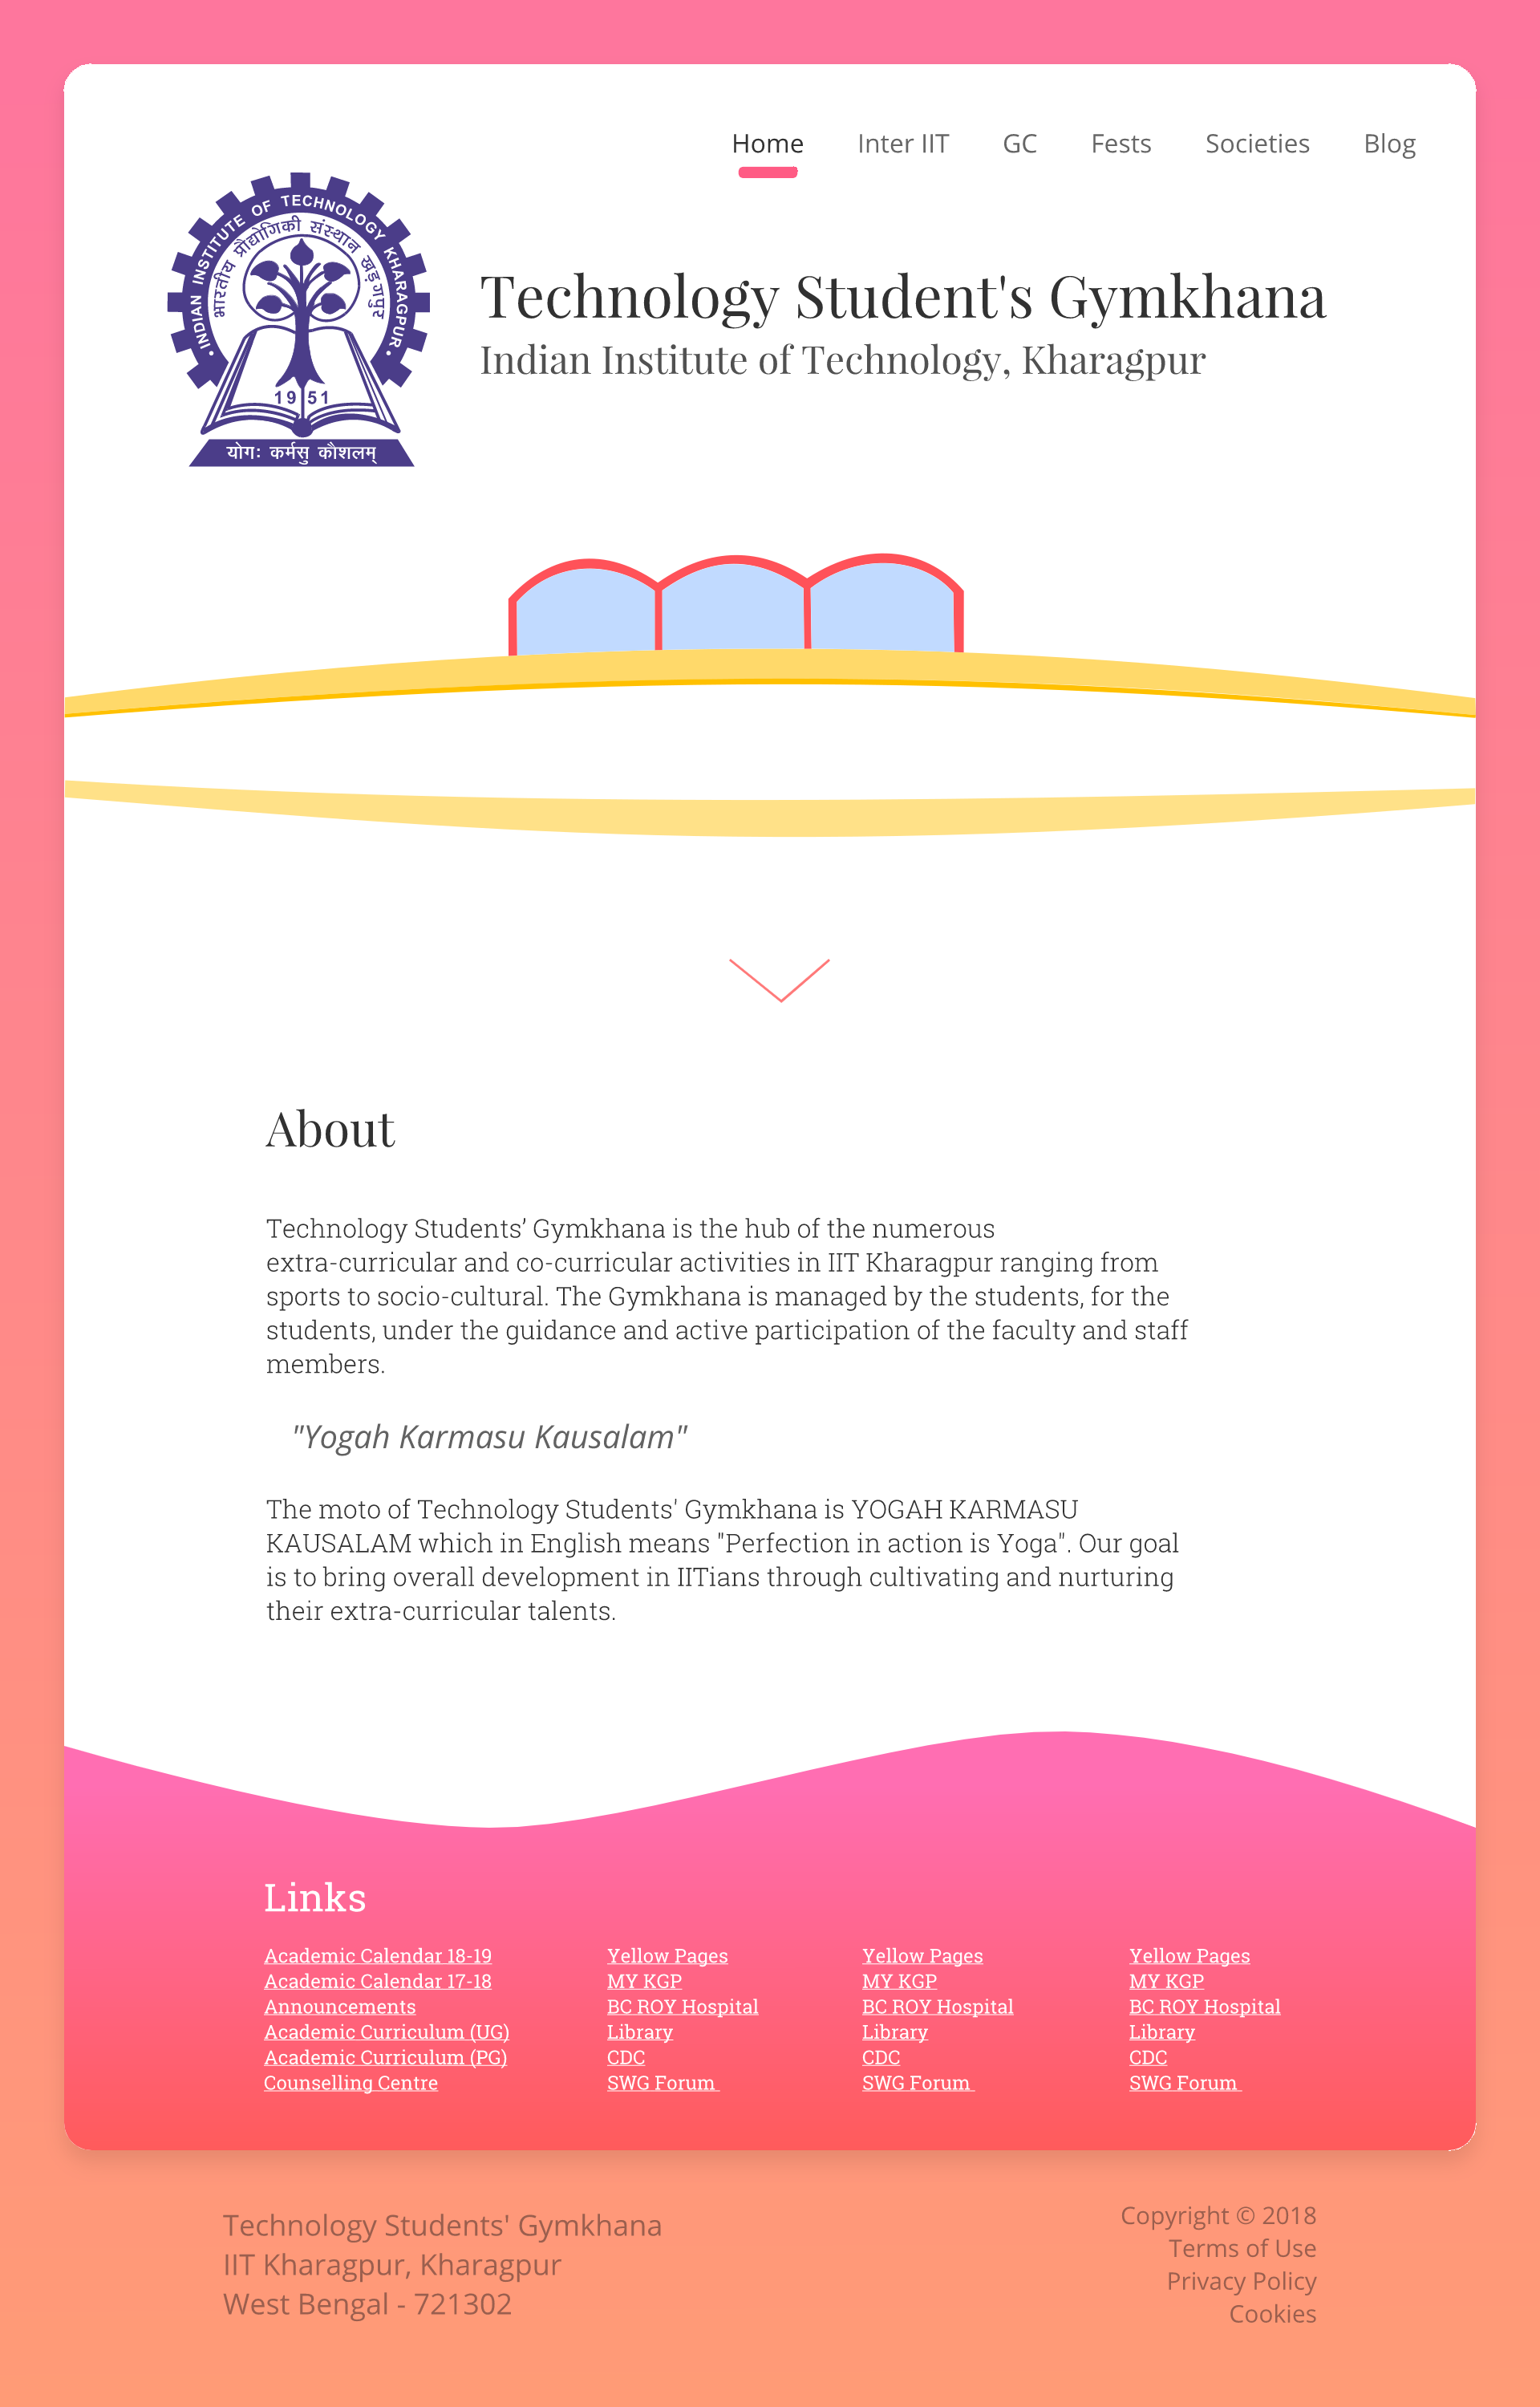 Home Inter IIT GC Fests Societies Blog
INDIAN INSTITUTE OF TECHNOLOGY KHARAGPUR
भारतीय प्रौद्योगिकी संस्थान खड़गपुर
19 51
योगः कर्मसु कौशलम्
Technology Student's Gymkhana
Indian Institute of Technology, Kharagpur
About
Technology Students’ Gymkhana is the hub of the numerous
extra-curricular and co-curricular activities in IIT Kharagpur ranging from
sports to socio-cultural. The Gymkhana is managed by the students, for the
students, under the guidance and active participation of the faculty and staff
members.
"Yogah Karmasu Kausalam"
The moto of Technology Students' Gymkhana is YOGAH KARMASU
KAUSALAM which in English means "Perfection in action is Yoga". Our goal
is to bring overall development in IITians through cultivating and nurturing
their extra-curricular talents.
Links
Academic Calendar 18-19
Academic Calendar 17-18
Announcements
Academic Curriculum (UG)
Academic Curriculum (PG)
Counselling Centre
Yellow Pages
MY KGP
BC ROY Hospital
Library
CDC
SWG Forum
Yellow Pages
MY KGP
BC ROY Hospital
Library
CDC
SWG Forum
Yellow Pages
MY KGP
BC ROY Hospital
Library
CDC
SWG Forum
Technology Students' Gymkhana
IIT Kharagpur, Kharagpur
West Bengal - 721302
Copyright © 2018
Terms of Use
Privacy Policy
Cookies